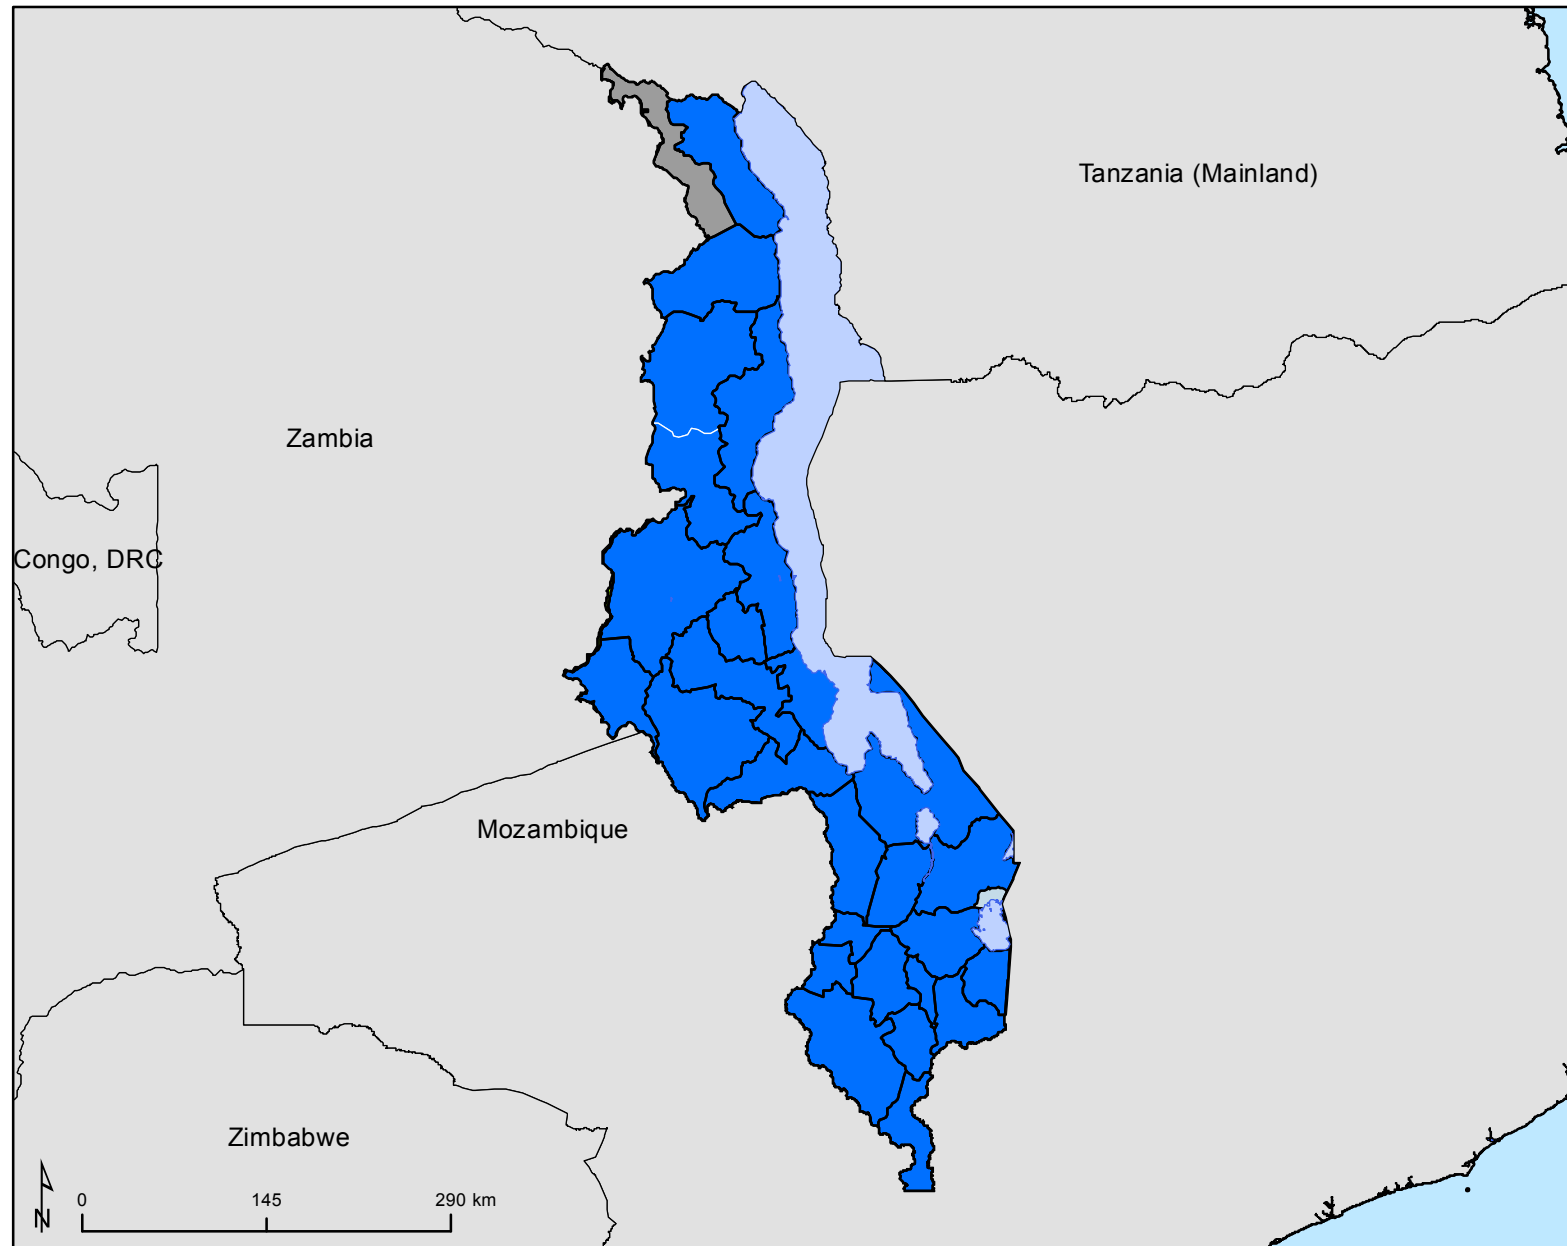 Tanzania (Mainland)
Zambia
Congo, DRC
Mozambique
Zimbabwe
N
0 145 290 km